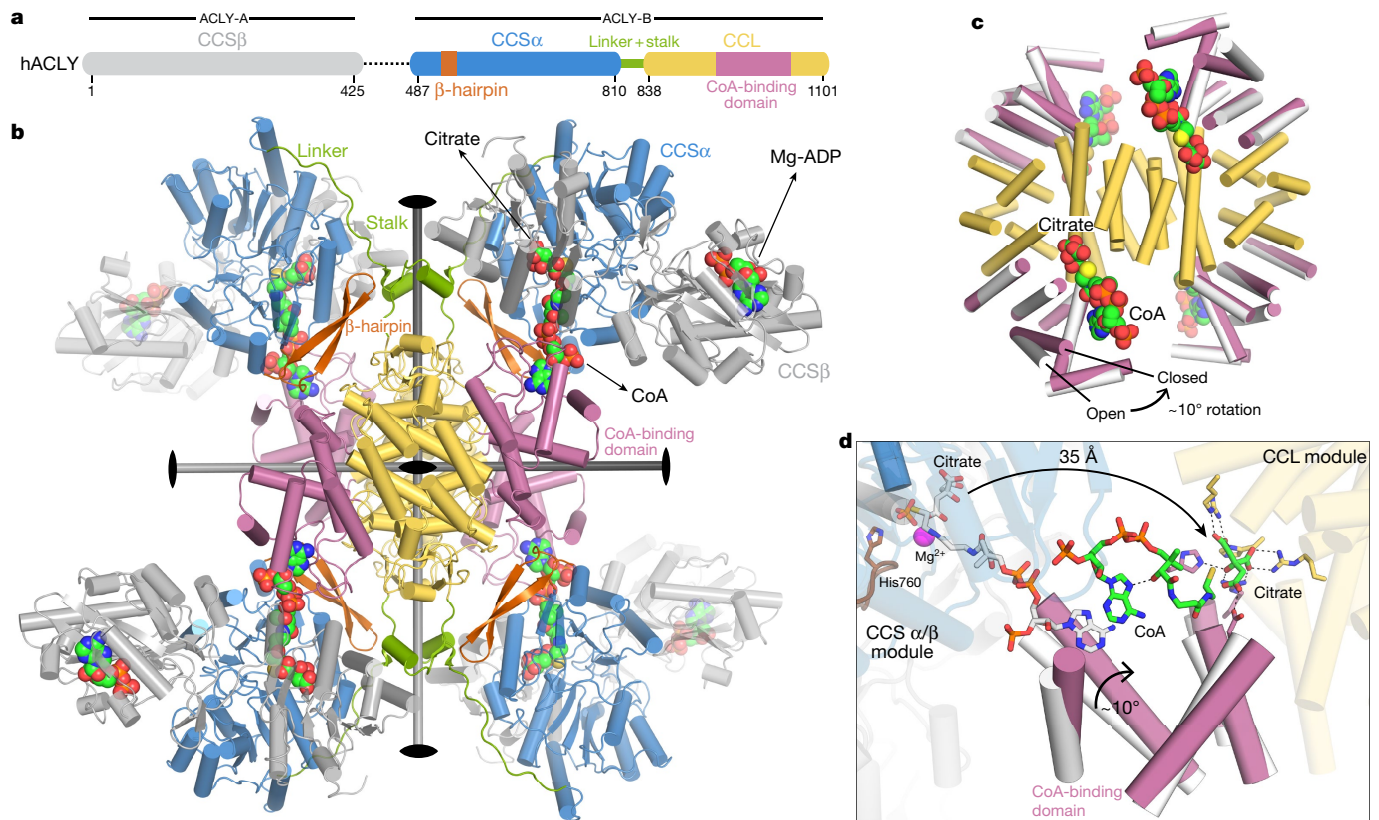 a
ACLY-A
ACLY-B
CCSβ
CCSα
Linker + stalk
CCL
hACLY
1
425
487
β-hairpin
810
838
CoA-binding
domain
1101
b
Linker
Citrate
CCSα
Mg-ADP
Stalk
β-hairpin
CCSβ
CoA
CoA-binding
domain
c
Citrate
CoA
Closed
Open
~10° rotation
d
Citrate
35 Å
CCL module
Mg2+
His760
Citrate
CoA
CCS α/β
module
~10°
CoA-binding
domain